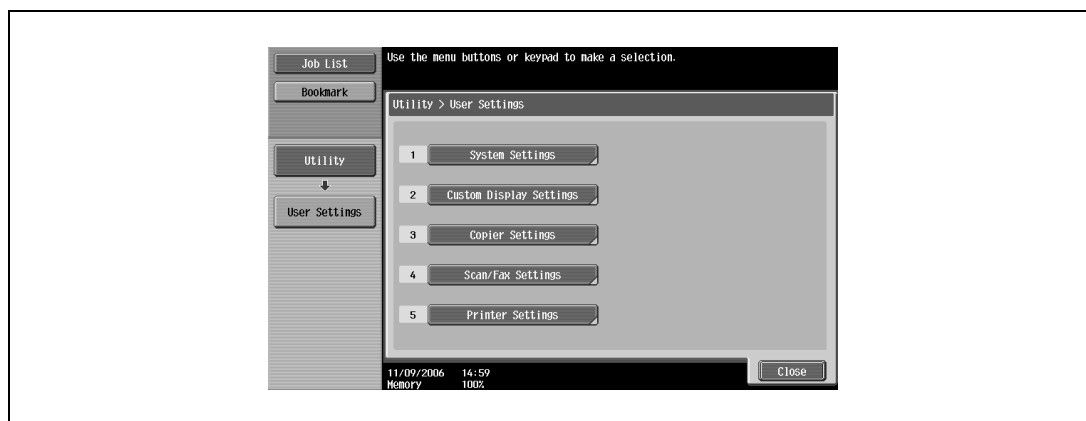 Job List
Bookmark
Use the menu buttons or keypad to make a selection.
Utility > User Settings
Utility
User Settings
1 System Settings
2 Custom Display Settings
3 Copier Settings
4 Scan/Fax Settings
5 Printer Settings
11/09/2006 14:59
Memory 100%
Close